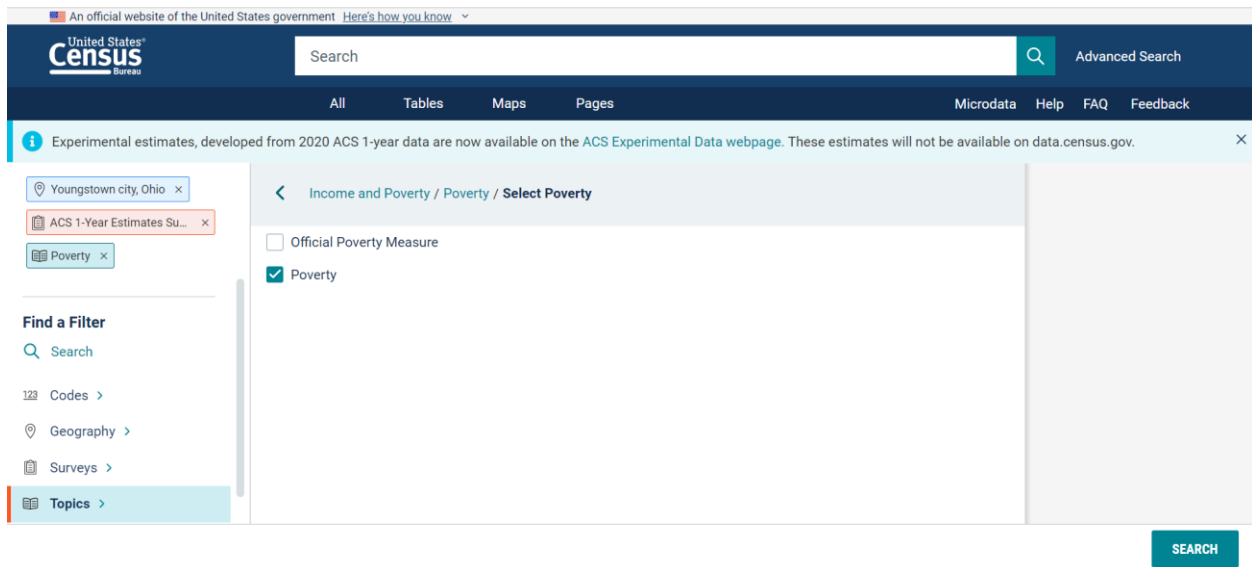 An official website of the United States government Here's how you know
United States®
Census
Bureau
Search
Advanced Search
All Tables Maps Pages Microdata Help FAQ Feedback
Experimental estimates, developed from 2020 ACS 1-year data are now available on the ACS Experimental Data webpage. These estimates will not be available on data.census.gov.
Youngstown city, Ohio ×
ACS 1-Year Estimates Su... ×
Poverty ×
Income and Poverty / Poverty / Select Poverty
Official Poverty Measure
Poverty
Find a Filter
Search
123 Codes
Geography
Surveys
Topics
SEARCH